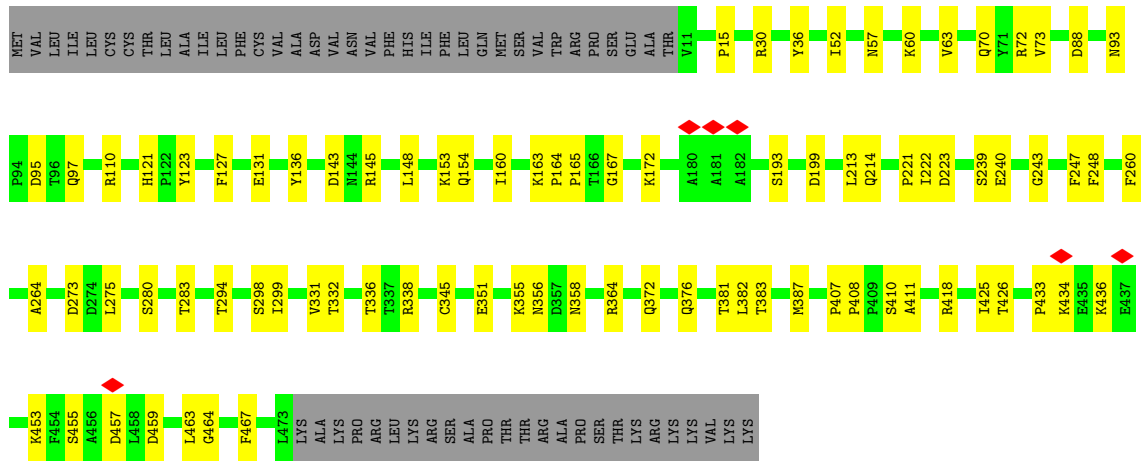 MET VAL LEU ILE LEU CYS CYS THR LEU ALA ILE LEU PHE CYS VAL ALA ASP VAL ASN VAL PHE HIS ILE PHE LEU GLN MET SER VAL TRP ARG PRO SER GLU ALA THR V11 P15 R30 Y36 I52 N57 K60 V63 Q70 Y71 R72 V73 D88 N93
P94 D95 T96 Q97 R110 H121 P122 Y123 F127 E131 Y136 D143 N144 R145 L148 K153 Q154 I160 K163 P164 P165 T166 G167 K172 A180 A181 A182 S193 D199 L213 Q214 P221 I222 D223 S239 E240 G243 F247 F248 F260
A264 D273 D274 L275 S280 T283 T294 S298 I299 V331 T332 T336 T337 R338 C345 E351 K355 N356 D357 N358 R364 Q372 Q376 T381 L382 T383 M387 P407 P408 P409 S410 A411 R418 I425 T426 P433 K434 E435 K436 E437
K453 F454 S455 A456 D457 L458 D459 L463 G464 F467 L473 LYS ALA LYS PRO ARG LEU LYS ARG SER ALA PRO THR THR ARG ALA PRO SER THR LYS ARG LYS LYS VAL LYS LYS